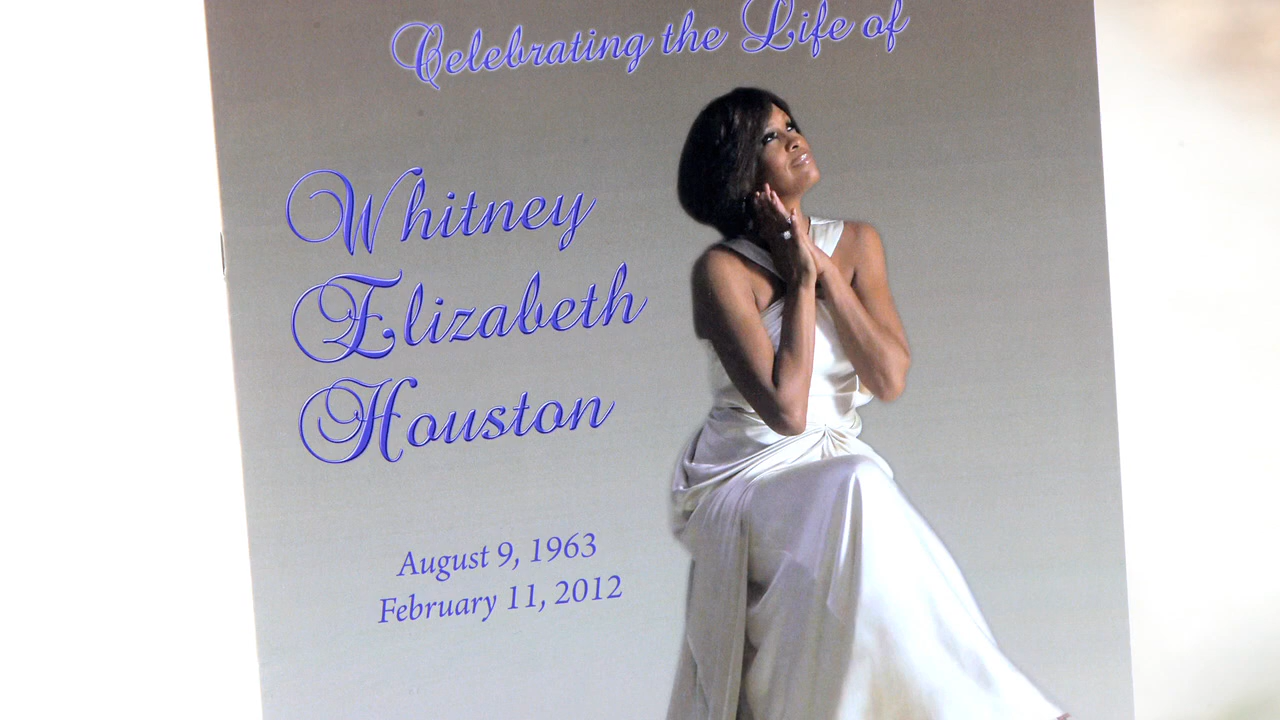 Celebrating the Life of
Whitney
Elizabeth
Houston
August 9, 1963
February 11, 2012